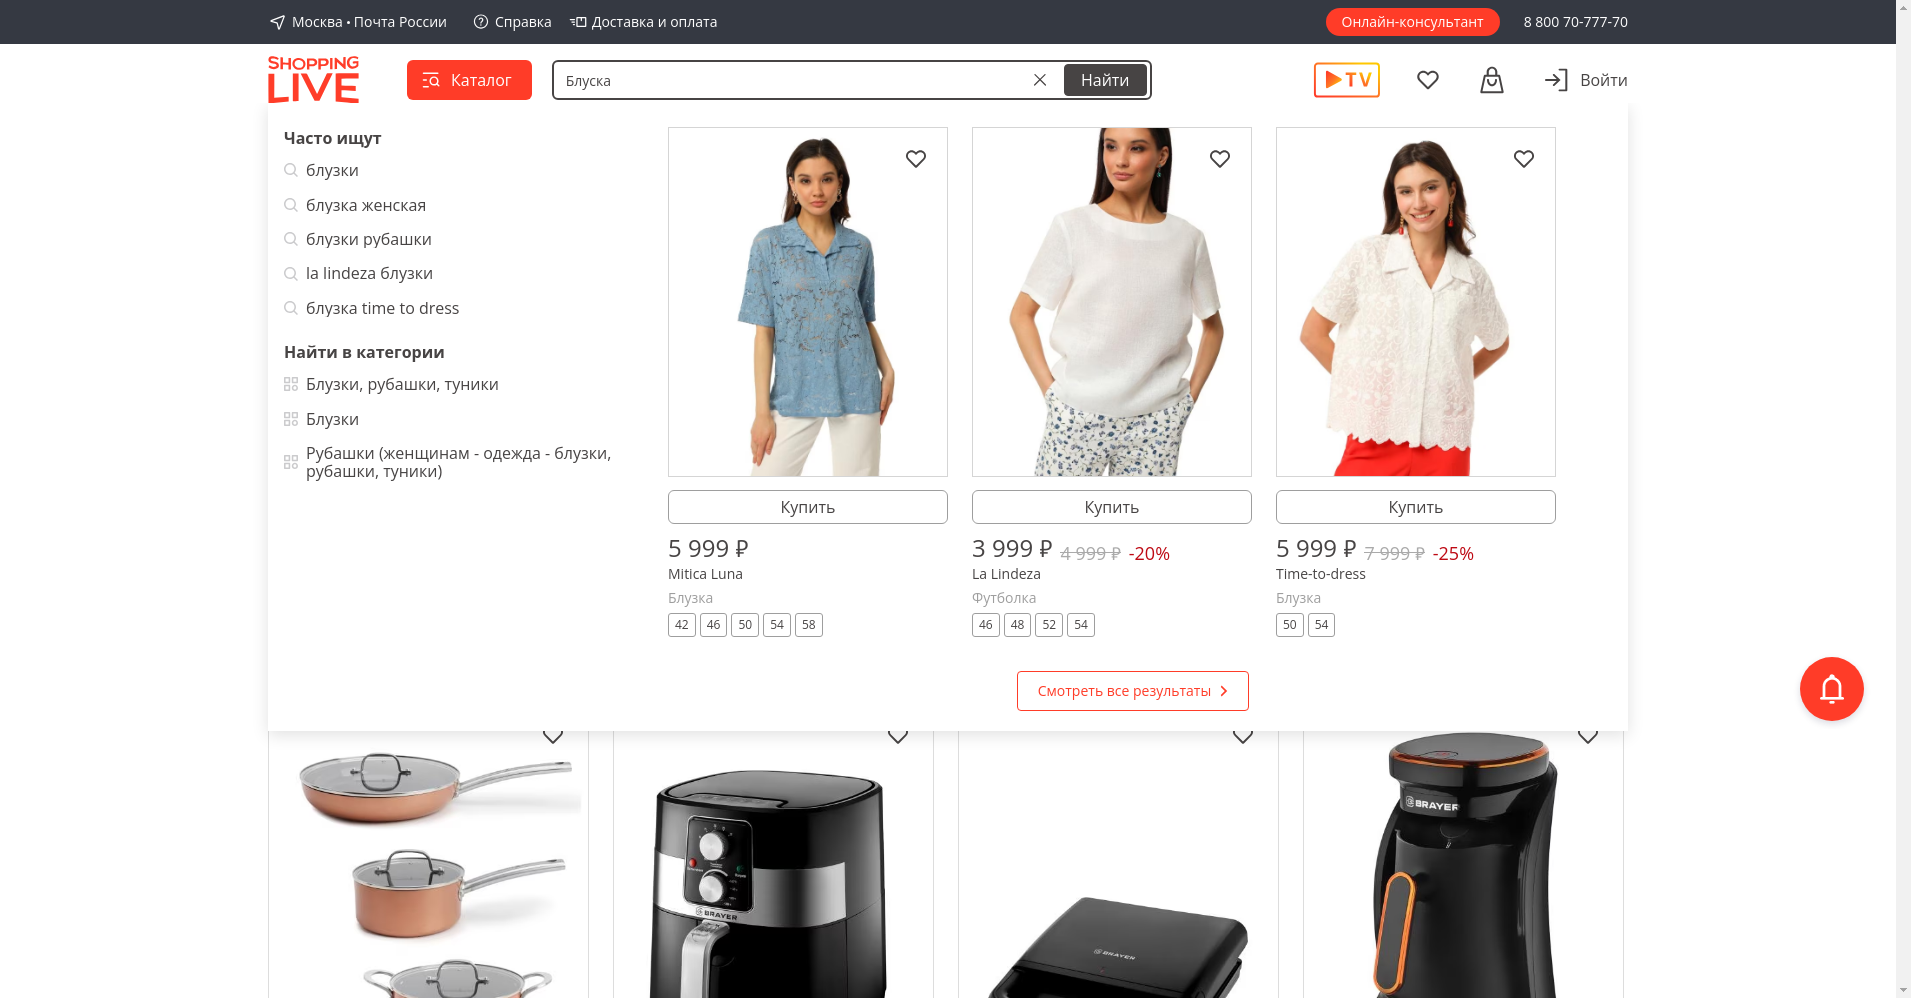 Москва • Почта России
Справка
Доставка и оплата
Онлайн-консультант
8 800 70-777-70
SHOPPING
LIVE
Каталог
Блуска
Найти
TV
Войти
Часто ищут
блузки
блузка женская
блузки рубашки
la lindeza блузки
блузка time to dress
Найти в категории
Блузки, рубашки, туники
Блузки
Рубашки (женщинам - одежда - блузки,
рубашки, туники)
Купить
5 999 ₽
Mitica Luna
Блузка
42 46 50 54 58
Купить
3 999 ₽ 4 999 ₽ -20%
La Lindeza
Футболка
46 48 52 54
Купить
5 999 ₽ 7 999 ₽ -25%
Time-to-dress
Блузка
50 54
Смотреть все результаты
BRAYER
BRAYER
BRAYER